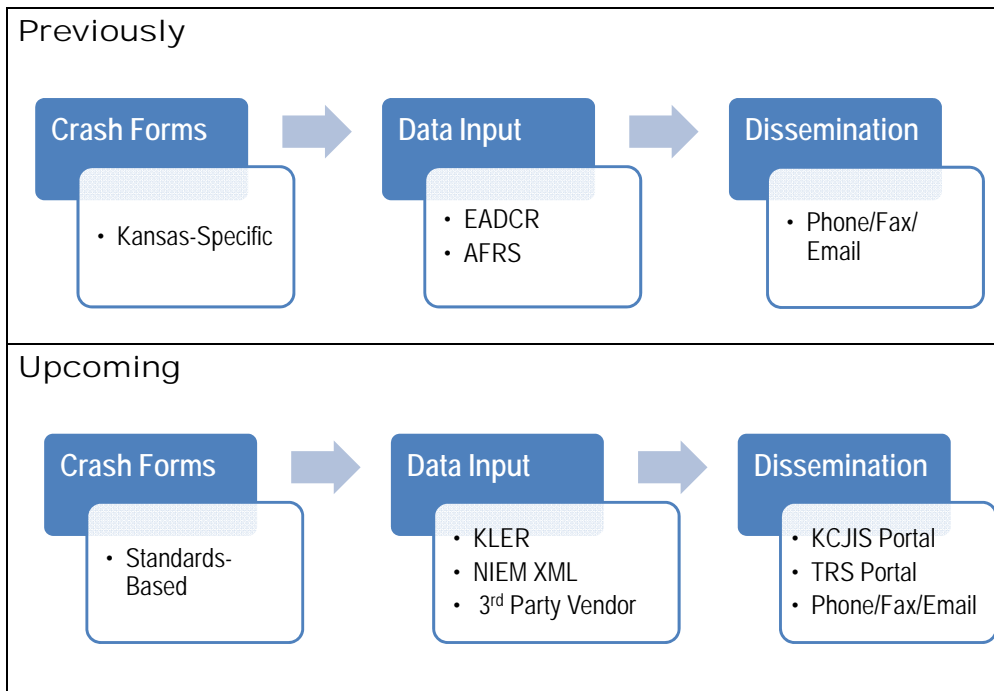 Previously
Crash Forms
• Kansas-Specific
Data Input
• EADCR
• AFRS
Dissemination
• Phone/Fax/
Email
Upcoming
Crash Forms
• Standards-
Based
Data Input
• KLER
• NIEM XML
• 3rd Party Vendor
Dissemination
• KCJIS Portal
• TRS Portal
• Phone/Fax/Email